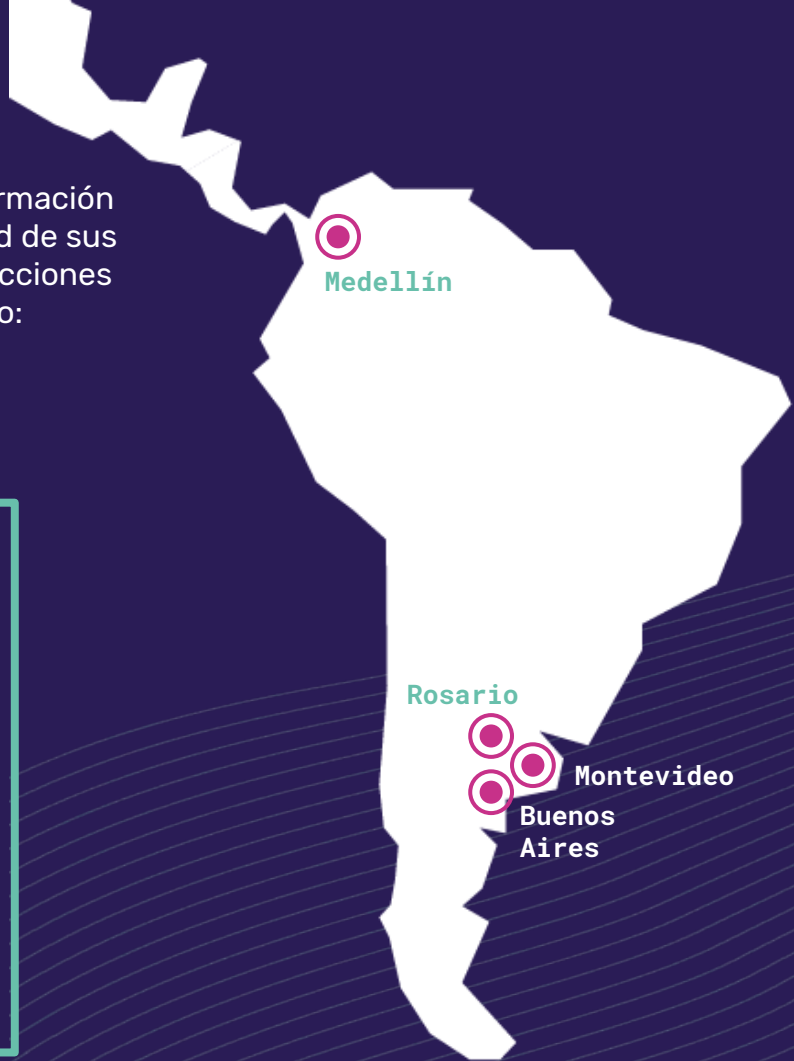 rmación
d de sus
cciones
o:
Medellín
Rosario
Montevideo
Buenos
Aires